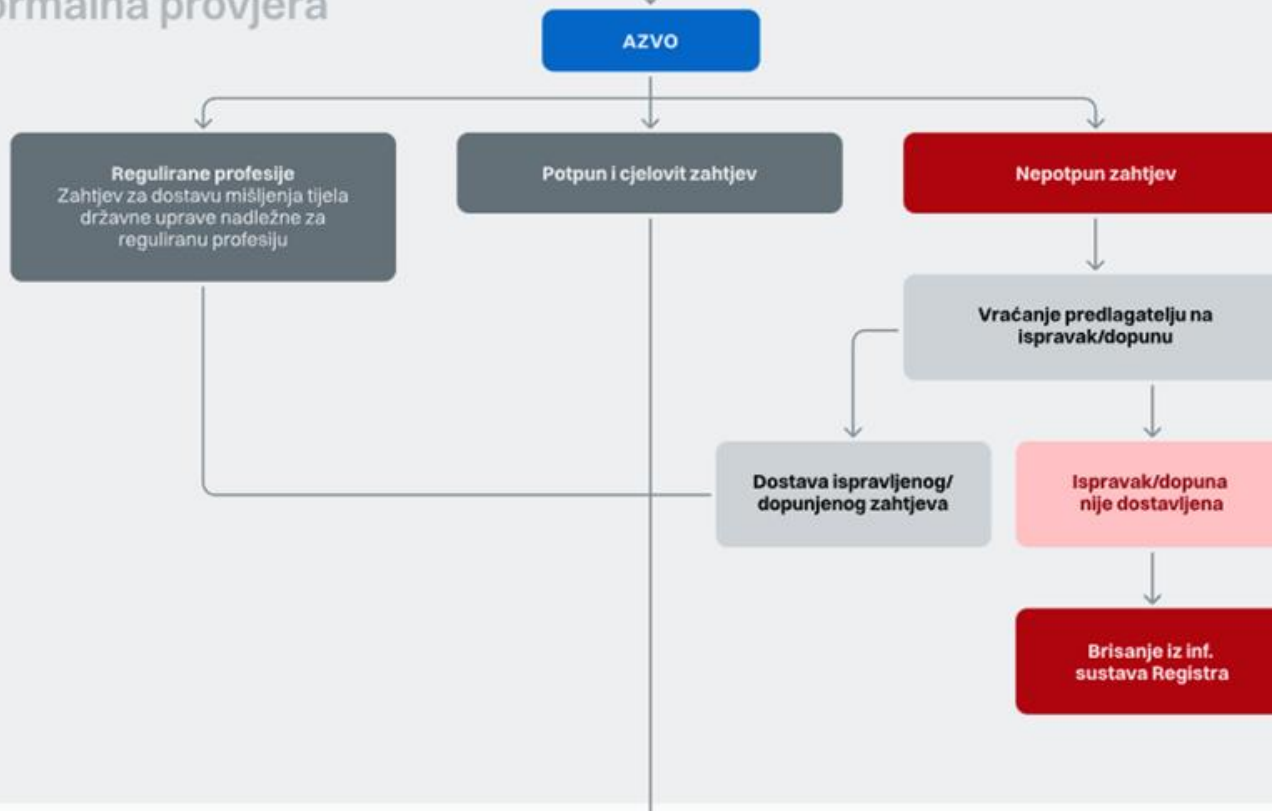 ormalna provjera
AZVO
Regulirane profesije
Zahtjev za dostavu mišljenja tijela
državne uprave nadležne za
reguliranu profesiju
Potpun i cjelovit zahtjev
Nepotpun zahtjev
Vraćanje predlagatelju na
ispravak/dopunu
Dostava ispravljenog/
dopunjenog zahtjeva
Ispravak/dopuna
nije dostavljena
Brisanje iz inf.
sustava Registra